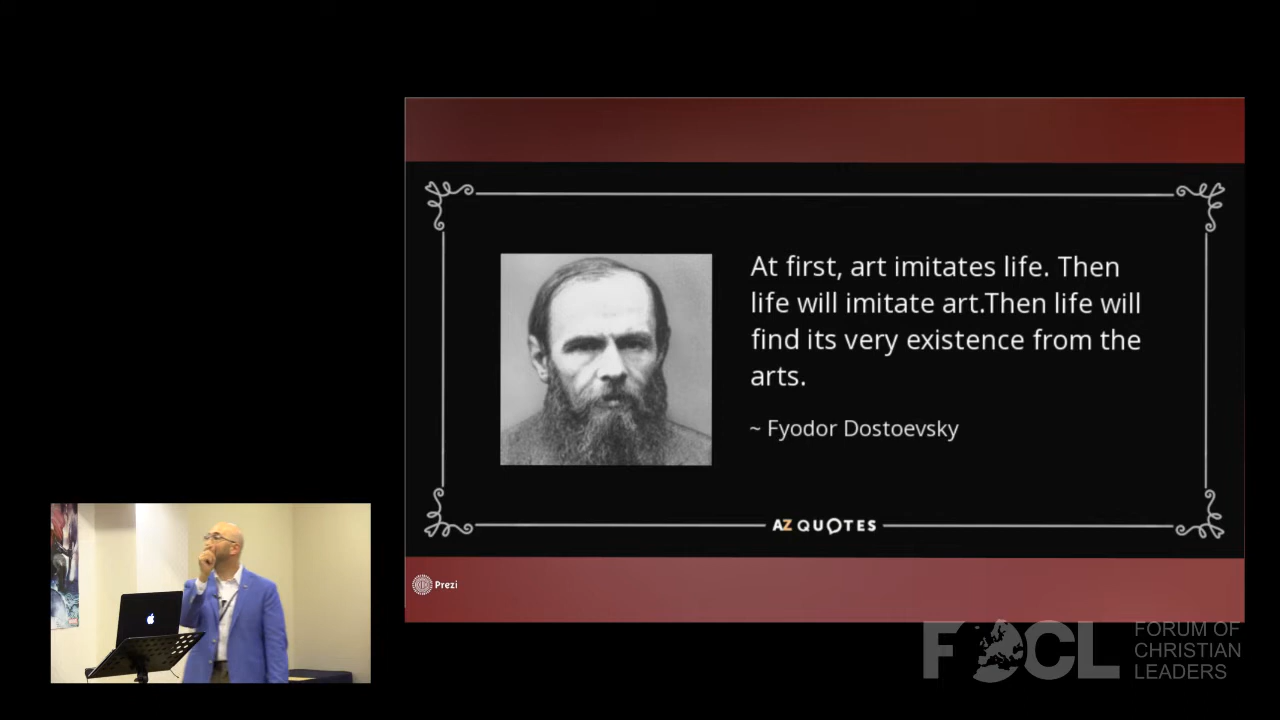 At first, art imitates life. Then
life will imitate art.Then life will
find its very existence from the
arts.
~ Fyodor Dostoevsky
AZ QUOTES
Prezi
FOCL
FORUM OF
CHRISTIAN
LEADERS